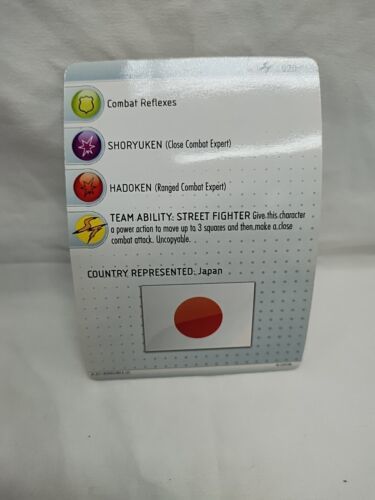 020
Combat Reflexes
SHORYUKEN (Close Combat Expert)
HADOKEN (Ranged Combat Expert)
TEAM ABILITY: STREET FIGHTER Give this character
a power action to move up to 3 squares and then make a close
combat attack. Uncopyable.
COUNTRY REPRESENTED: Japan